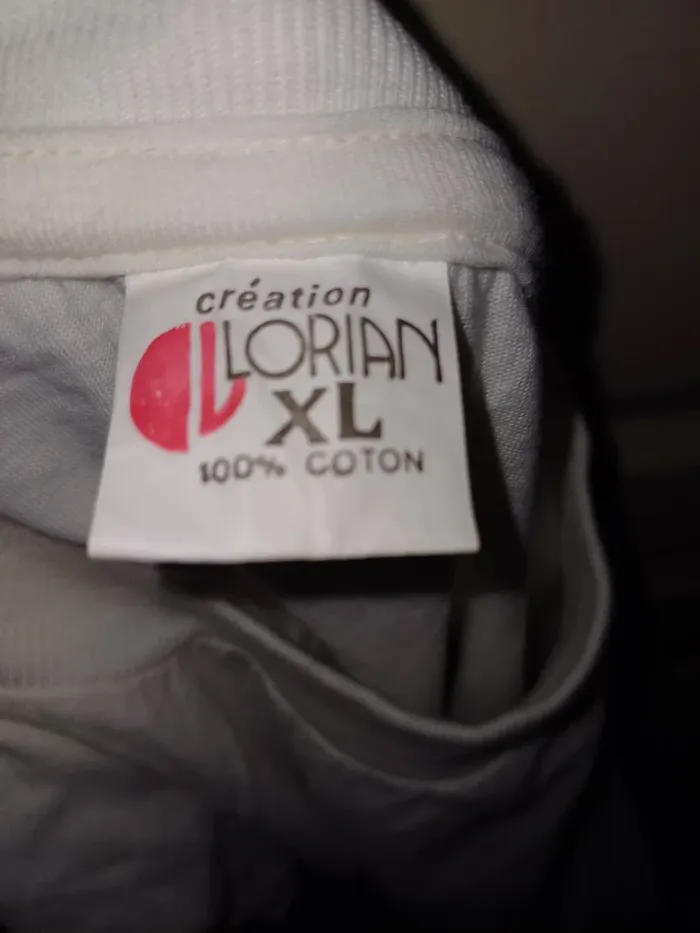 création
LORIAN
XL
100% COTON